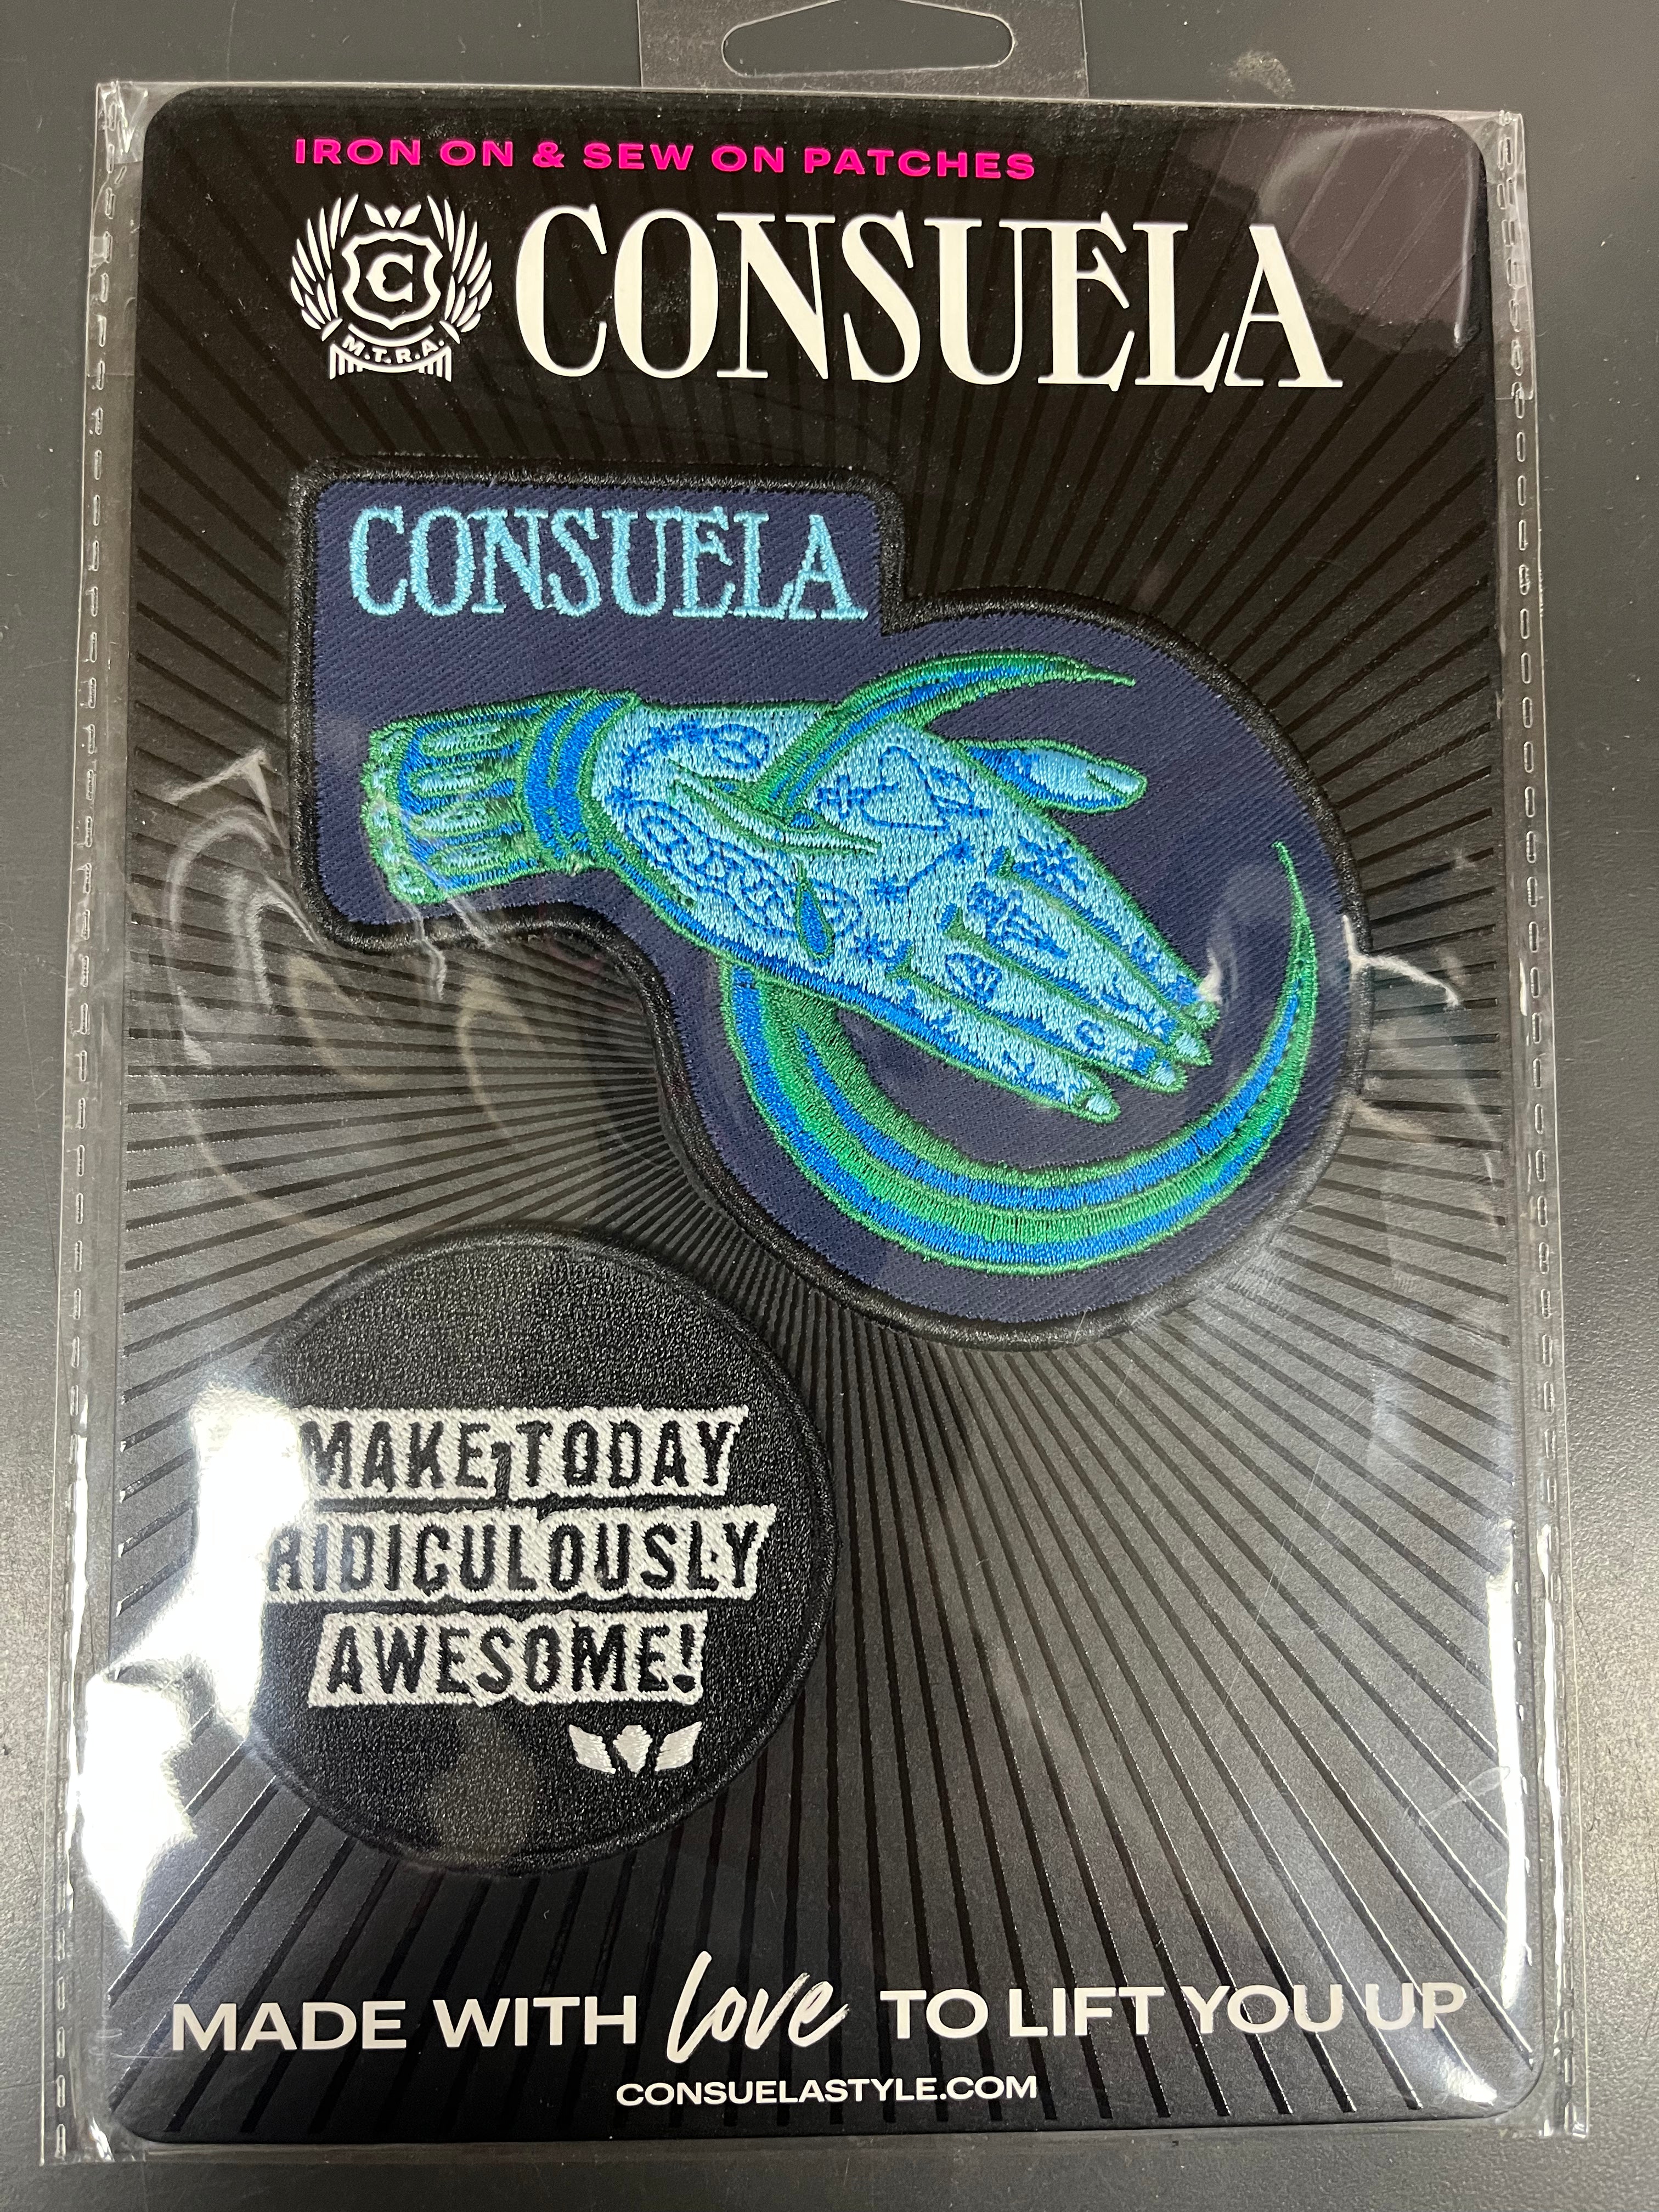 IRON ON & SEW ON PATCHES
C
M.T.R.A.
CONSUELA
CONSUELA
MAKE TODAY
RIDICULOUSLY
AWESOME!
MADE WITH love TO LIFT YOU UP
CONSUELASTYLE.COM